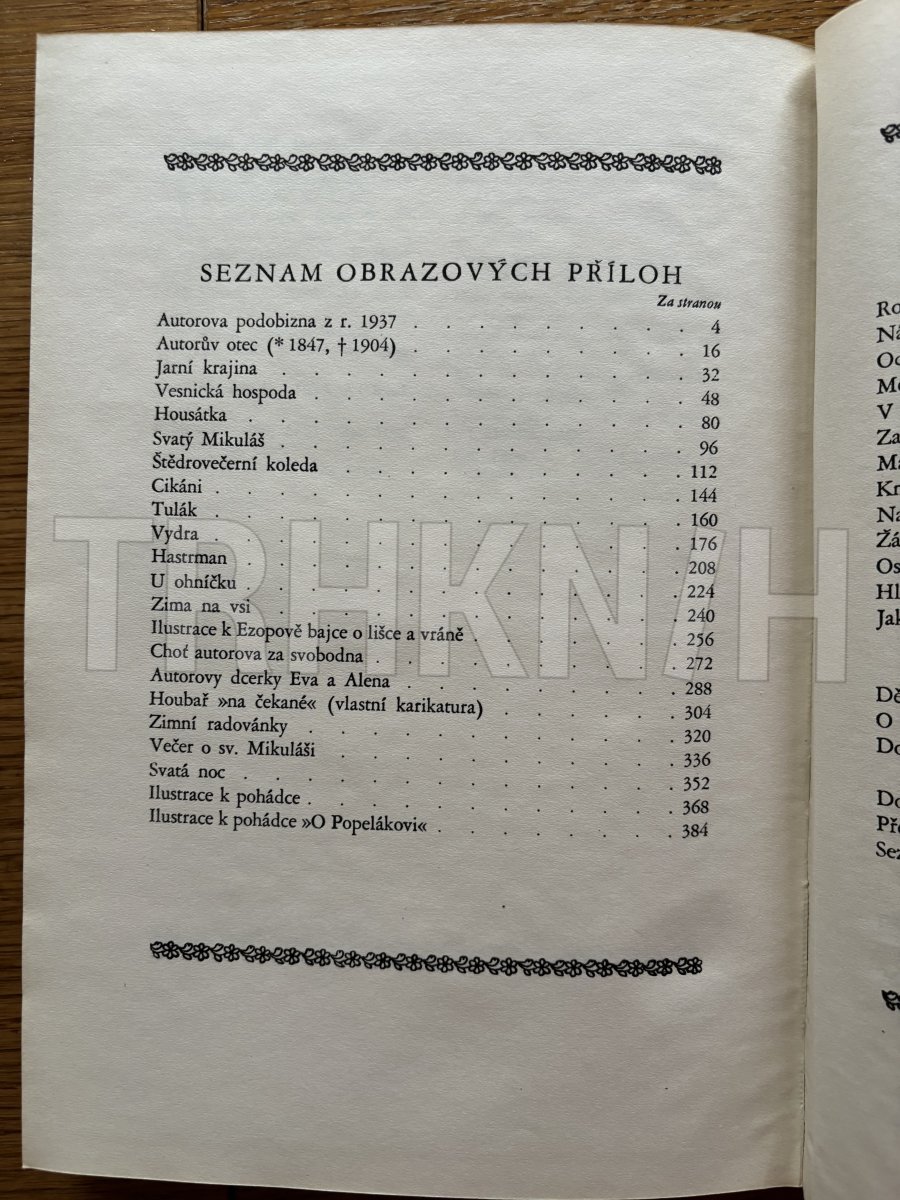 SEZNAM OBRAZOVÝCH PŘÍLOH
Za stranou
Autorova podobizna z r. 1937 . . . . . . . . . 4
Autorův otec (* 1847, † 1904) . . . . . . . . . 16
Jarní krajina . . . . . . . . . . . . . 32
Vesnická hospoda . . . . . . . . . . . . 48
Housátka . . . . . . . . . . . . . . 80
Svatý Mikuláš . . . . . . . . . . . . . 96
Štědrovečerní koleda . . . . . . . . . . . 112
Cikáni . . . . . . . . . . . . . . . 144
Tulák . . . . . . . . . . . . . . . 160
Vydra . . . . . . . . . . . . . . . 176
Hastrman . . . . . . . . . . . . . . 208
U ohníčku . . . . . . . . . . . . . . 224
Zima na vsi . . . . . . . . . . . . . 240
Ilustrace k Ezopově bajce o lišce a vráně . . . . . . . 256
Choť autorova za svobodna . . . . . . . . . . 272
Autorovy dcerky Eva a Alena . . . . . . . . . 288
Houbař »na čekané« (vlastní karikatura) . . . . . . 304
Zimní radovánky . . . . . . . . . . . . 320
Večer o sv. Mikuláši . . . . . . . . . . . 336
Svatá noc . . . . . . . . . . . . . . 352
Ilustrace k pohádce . . . . . . . . . . . . 368
Ilustrace k pohádce »O Popelákovi« . . . . . . . . 384
TRHKNIH